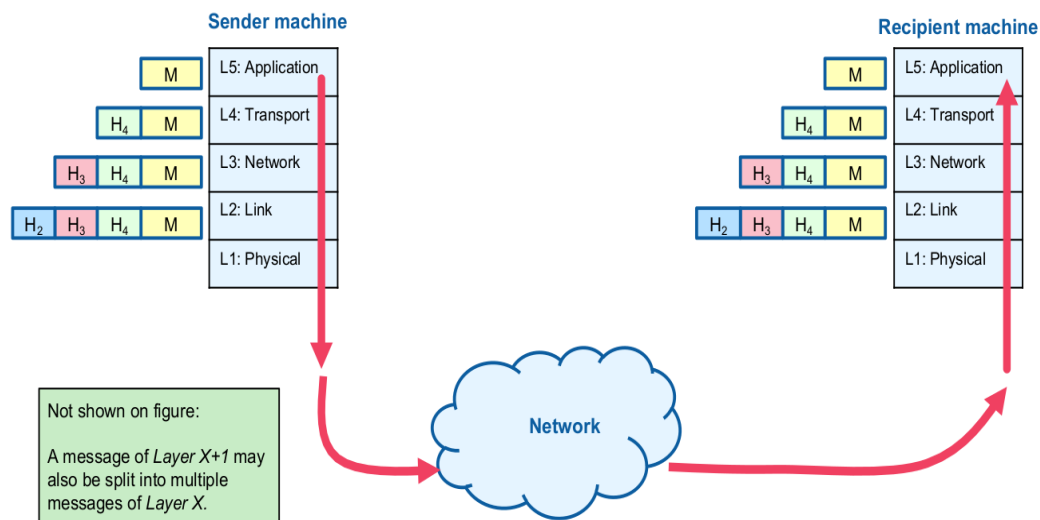 Sender machine
M
L5: Application
H4 M
L4: Transport
H3 H4 M
L3: Network
H2 H3 H4 M
L2: Link
L1: Physical
Recipient machine
M
L5: Application
H4 M
L4: Transport
H3 H4 M
L3: Network
H2 H3 H4 M
L2: Link
L1: Physical
Not shown on figure:
A message of Layer X+1 may
also be split into multiple
messages of Layer X.
Network